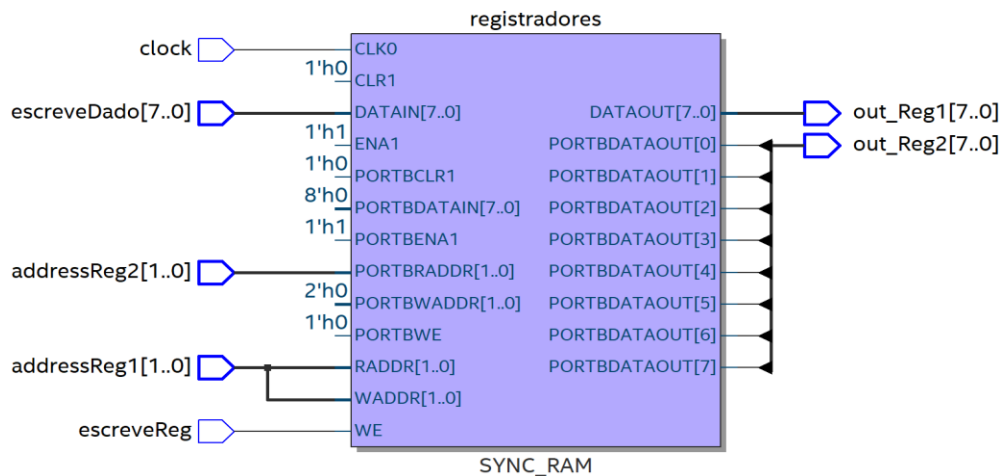 registradores
clock
CLK0
1'h0
CLR1
escreveDado[7..0]
DATAIN[7..0]
DATAOUT[7..0]
out_Reg1[7..0]
1'h1
ENA1
PORTBDATAOUT[0]
out_Reg2[7..0]
1'h0
PORTBCLR1
PORTBDATAOUT[1]
8'h0
PORTBDATAIN[7..0]
PORTBDATAOUT[2]
1'h1
PORTBENA1
PORTBDATAOUT[3]
addressReg2[1..0]
PORTBRADDR[1..0]
PORTBDATAOUT[4]
2'h0
PORTBWADDR[1..0]
PORTBDATAOUT[5]
1'h0
PORTBWE
PORTBDATAOUT[6]
addressReg1[1..0]
RADDR[1..0]
PORTBDATAOUT[7]
WADDR[1..0]
escreveReg
WE
SYNC_RAM